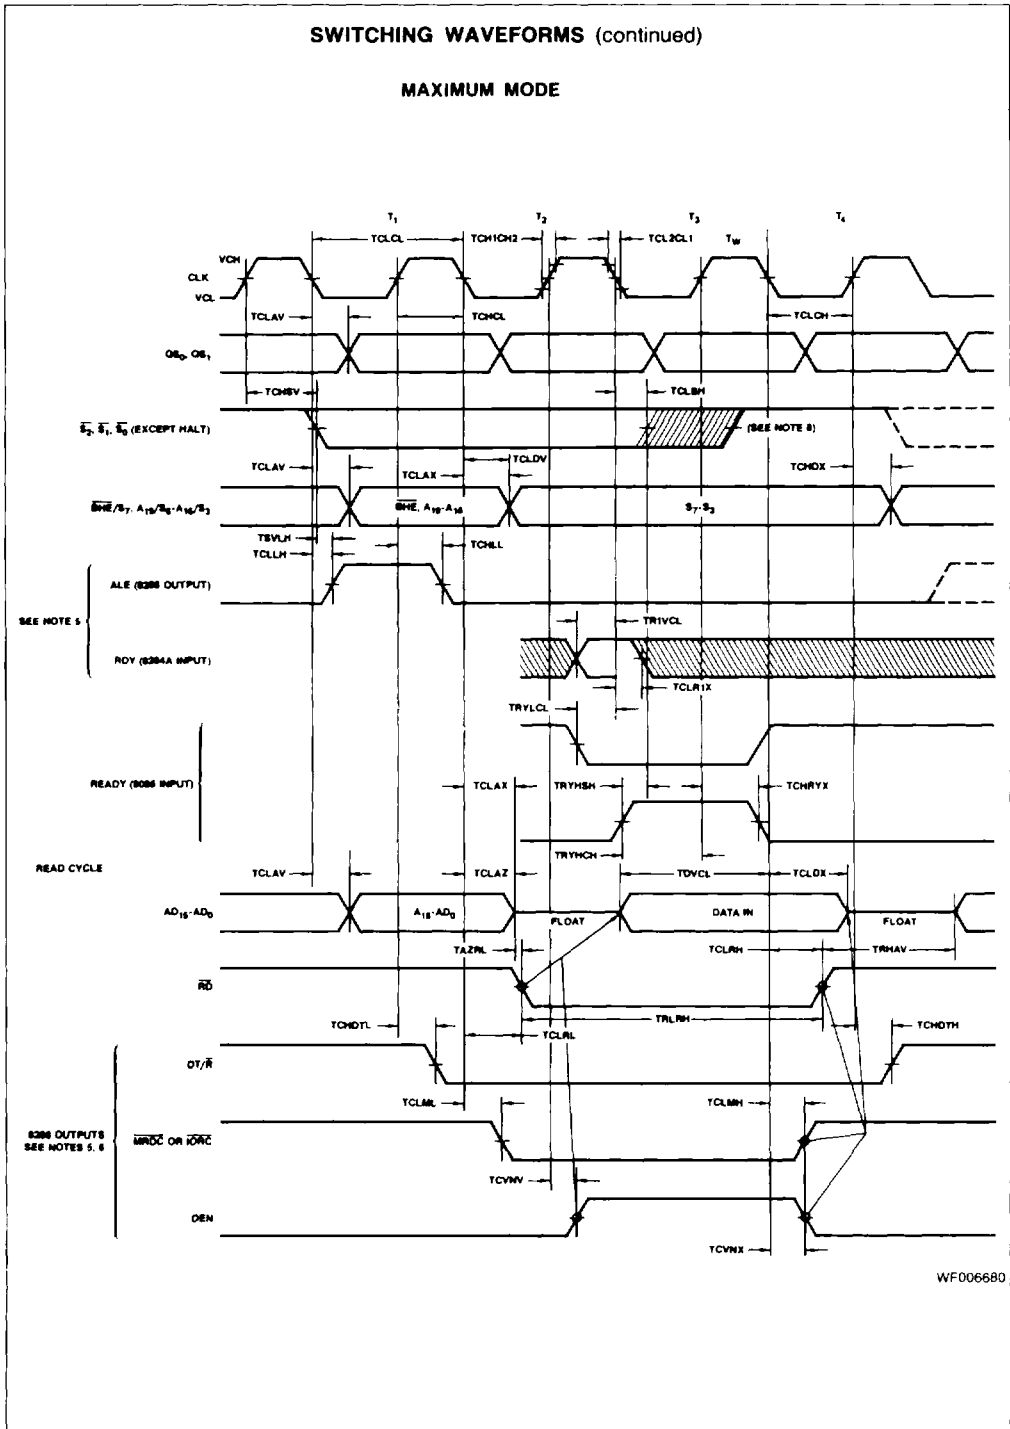 SWITCHING WAVEFORMS (continued)
MAXIMUM MODE
T1 T2 T3 T4
TCLCL TCH1CH2 TCL2CL1 TW
VCH
CLK
VCL
TCLAV TCHCL TCLCH
QS0, QS1
TCHSV TCLSH
S2, S1, S0 (EXCEPT HALT) (SEE NOTE 8)
TCLAV TCLDV
TCLAX TCHDX
BHE/S7, A19/S6-A16/S3 BHE, A19-A16 S7-S3
TSVLH
TCLLH TCHLL
ALE (8288 OUTPUT)
SEE NOTE 5
TR1VCL
RDY (8284A INPUT)
TCLR1X
TRYLCL
READY (8086 INPUT)
TCLAX TRYHSH TCHRYX
TRYHCH
READ CYCLE
TCLAV TCLAZ TDVCL TCLDX
AD15-AD0 A15-AD0 FLOAT DATA IN FLOAT
TAZRL TCLRH TRHAV
RD
TCHDTL TCLRL TRLRH TCHDTH
DT/R
TCLML TCLMH
8288 OUTPUTS
SEE NOTES 5, 6
MRDC OR IORC
TCVNV
DEN
TCVNX
WF006680